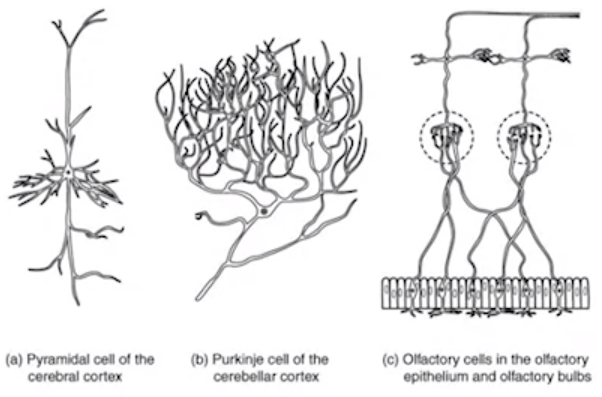 (a) Pyramidal cell of the
cerebral cortex
(b) Purkinje cell of the
cerebellar cortex
(c) Olfactory cells in the olfactory
epithelium and olfactory bulbs